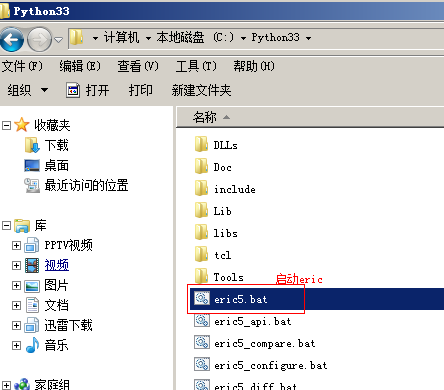 Python33
计算机 本地磁盘 (C:) Python33
文件(F) 编辑(E) 查看(V) 工具(T) 帮助(H)
组织 打开 打印 新建文件夹
收藏夹
下载
桌面
最近访问的位置
库
PPTV视频
视频
图片
文档
迅雷下载
音乐
家庭组
名称
DLLs
Doc
include
Lib
libs
tcl
Tools
启动eric
eric5.bat
eric5_api.bat
eric5_compare.bat
eric5_configure.bat
eric5_diff.bat